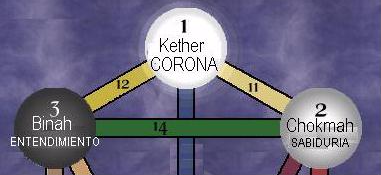 1
Kether
CORONA
12
11
3
Binah
ENTENDIMIENTO
14
2
Chokmah
SABIDURIA